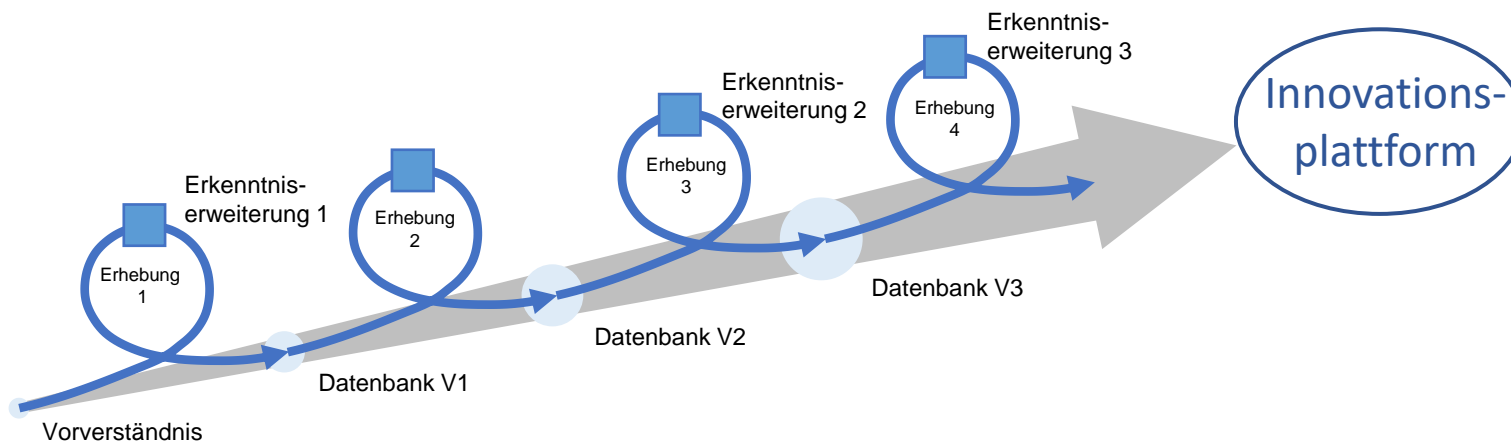 Erkenntnis-
erweiterung 1
Erhebung
1
Vorverständnis
Erhebung
2
Datenbank V1
Erkenntnis-
erweiterung 2
Erhebung
3
Datenbank V2
Erkenntnis-
erweiterung 3
Erhebung
4
Datenbank V3
Innovations-
plattform